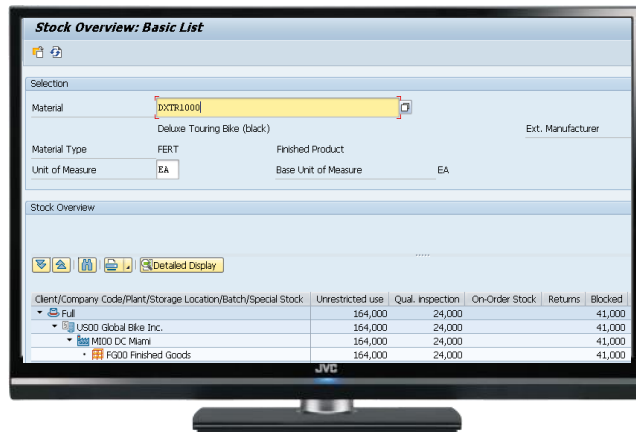 Stock Overview: Basic List
Selection
Material DXTR1000
Deluxe Touring Bike (black) Ext. Manufacturer
Material Type FERT Finished Product
Unit of Measure EA Base Unit of Measure EA
Stock Overview
Detailed Display
Client/Company Code/Plant/Storage Location/Batch/Special Stock Unrestricted use Qual. inspection On-Order Stock Returns Blocked
Full 164,000 24,000 41,000
US00 Global Bike Inc. 164,000 24,000 41,000
MI00 DC Miami 164,000 24,000 41,000
FG00 Finished Goods 164,000 24,000 41,000
JVC